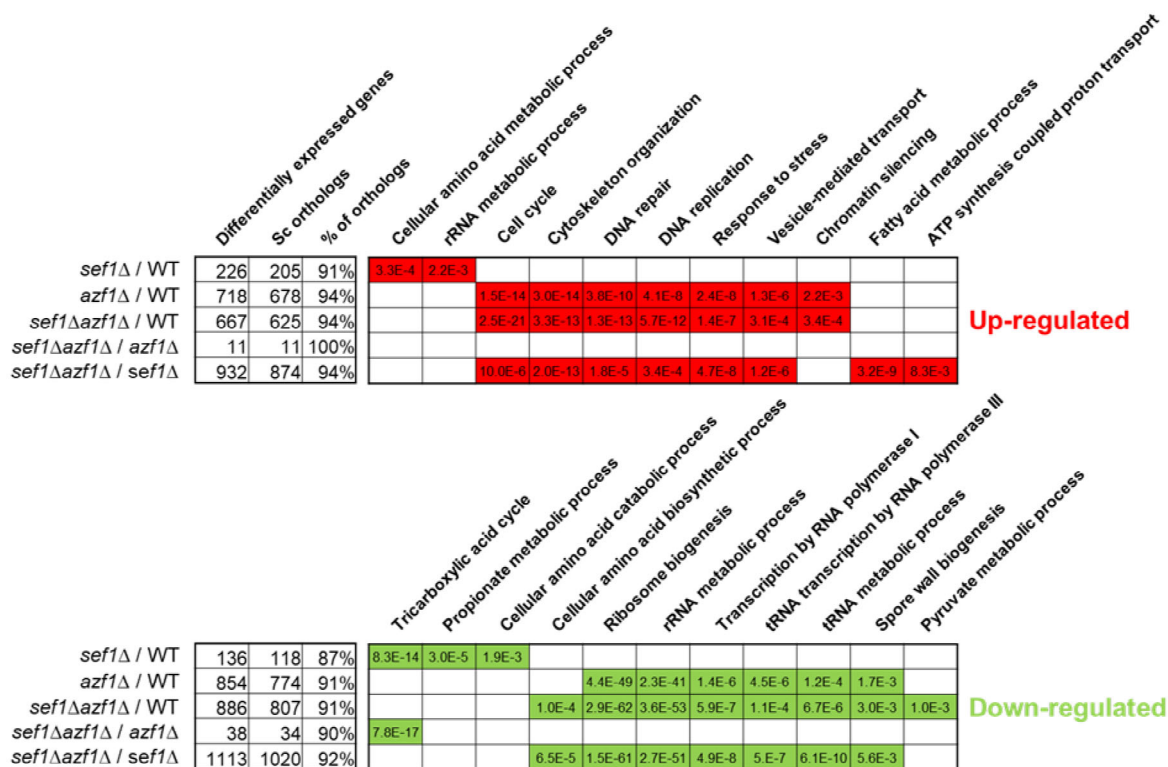 Differentially expressed genes
Sc orthologs
% of orthologs
Cellular amino acid metabolic process
rRNA metabolic process
Cell cycle
Cytoskeleton organization
DNA repair
DNA replication
Response to stress
Vesicle-mediated transport
Chromatin silencing
Fatty acid metabolic process
ATP synthesis coupled proton transport
sef1Δ / WT 226 205 91% 3.3E-4 2.2E-3
azf1Δ / WT 718 678 94% 1.5E-14 3.0E-14 3.8E-10 4.1E-8 2.4E-8 1.3E-6 2.2E-3
sef1Δazf1Δ / WT 667 625 94% 2.5E-21 3.3E-13 1.3E-13 5.7E-12 1.4E-7 3.1E-4 3.4E-4
Up-regulated
sef1Δazf1Δ / azf1Δ 11 11 100%
sef1Δazf1Δ / sef1Δ 932 874 94% 10.0E-6 2.0E-13 1.8E-5 3.4E-4 4.7E-8 1.2E-6 3.2E-9 8.3E-3
Tricarboxylic acid cycle
Propionate metabolic process
Cellular amino acid catabolic process
Cellular amino acid biosynthetic process
Ribosome biogenesis
rRNA metabolic process
Transcription by RNA polymerase I
tRNA transcription by RNA polymerase III
tRNA metabolic process
Spore wall biogenesis
Pyruvate metabolic process
sef1Δ / WT 136 118 87% 8.3E-14 3.0E-5 1.9E-3
azf1Δ / WT 854 774 91% 4.4E-49 2.3E-41 1.4E-6 4.5E-6 1.2E-4 1.7E-3
sef1Δazf1Δ / WT 886 807 91% 1.0E-4 2.9E-62 3.6E-53 5.9E-7 1.1E-4 6.7E-6 3.0E-3 1.0E-3
Down-regulated
sef1Δazf1Δ / azf1Δ 38 34 90% 7.8E-17
sef1Δazf1Δ / sef1Δ 1113 1020 92% 6.5E-5 1.5E-61 2.7E-51 4.9E-8 5.E-7 6.1E-10 5.6E-3